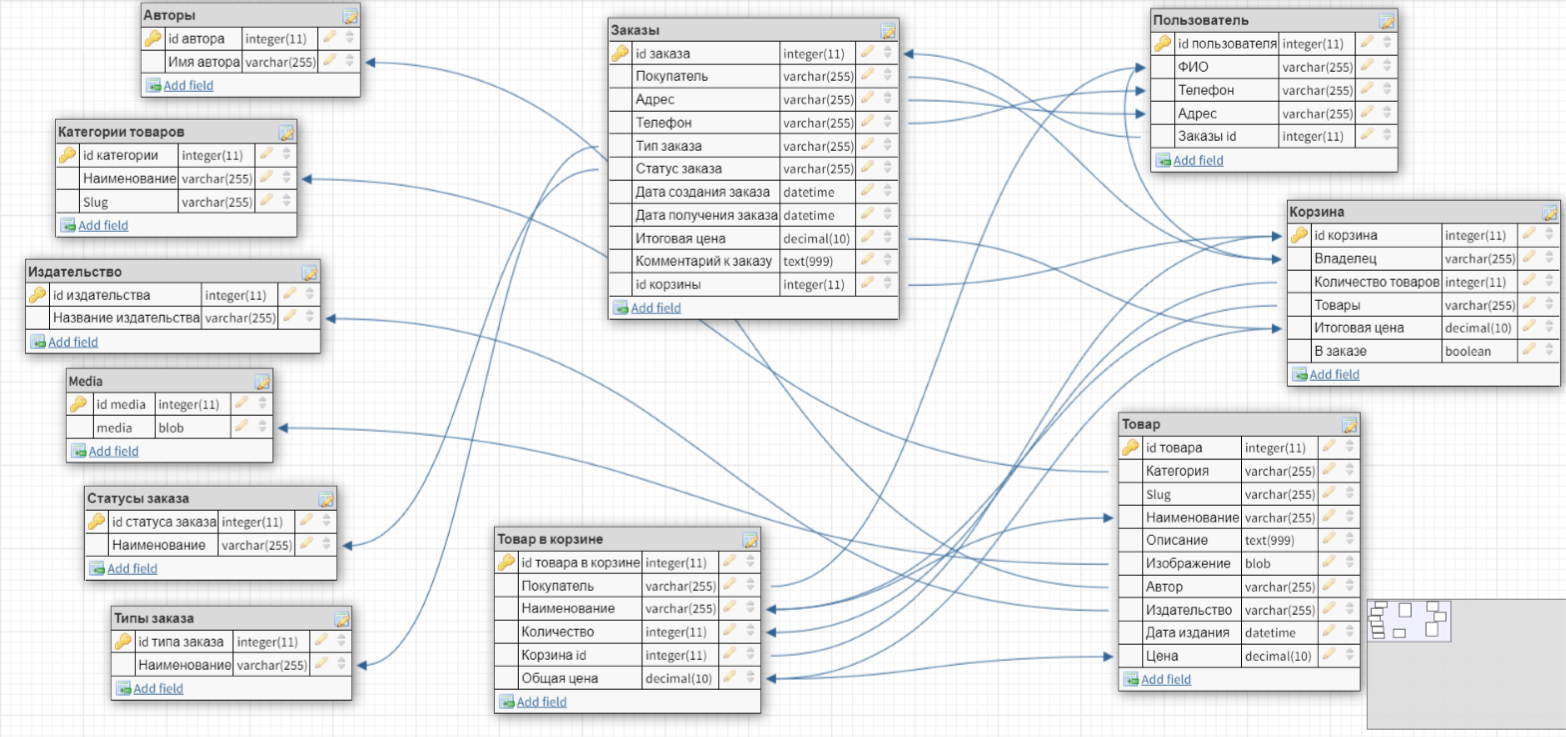 Авторы
id автора integer(11)
Имя автора varchar(255)
Add field
Категории товаров
id категории integer(11)
Наименование varchar(255)
Slug varchar(255)
Add field
Издательство
id издательства integer(11)
Название издательства varchar(255)
Add field
Media
id media integer(11)
media blob
Add field
Статусы заказа
id статуса заказа integer(11)
Наименование varchar(255)
Add field
Типы заказа
id типа заказа integer(11)
Наименование varchar(255)
Add field
Заказы
id заказа integer(11)
Покупатель varchar(255)
Адрес varchar(255)
Телефон varchar(255)
Тип заказа varchar(255)
Статус заказа varchar(255)
Дата создания заказа datetime
Дата получения заказа datetime
Итоговая цена decimal(10)
Комментарий к заказу text(999)
id корзины integer(11)
Add field
Товар в корзине
id товара в корзине integer(11)
Покупатель varchar(255)
Наименование varchar(255)
Количество integer(11)
Корзина id integer(11)
Общая цена decimal(10)
Add field
Пользователь
id пользователя integer(11)
ФИО varchar(255)
Телефон varchar(255)
Адрес varchar(255)
Заказы id integer(11)
Add field
Корзина
id корзина integer(11)
Владелец varchar(255)
Количество товаров integer(11)
Товары varchar(255)
Итоговая цена decimal(10)
В заказе boolean
Add field
Товар
id товара integer(11)
Категория varchar(255)
Slug varchar(255)
Наименование varchar(255)
Описание text(999)
Изображение blob
Автор varchar(255)
Издательство varchar(255)
Дата издания datetime
Цена decimal(10)
Add field